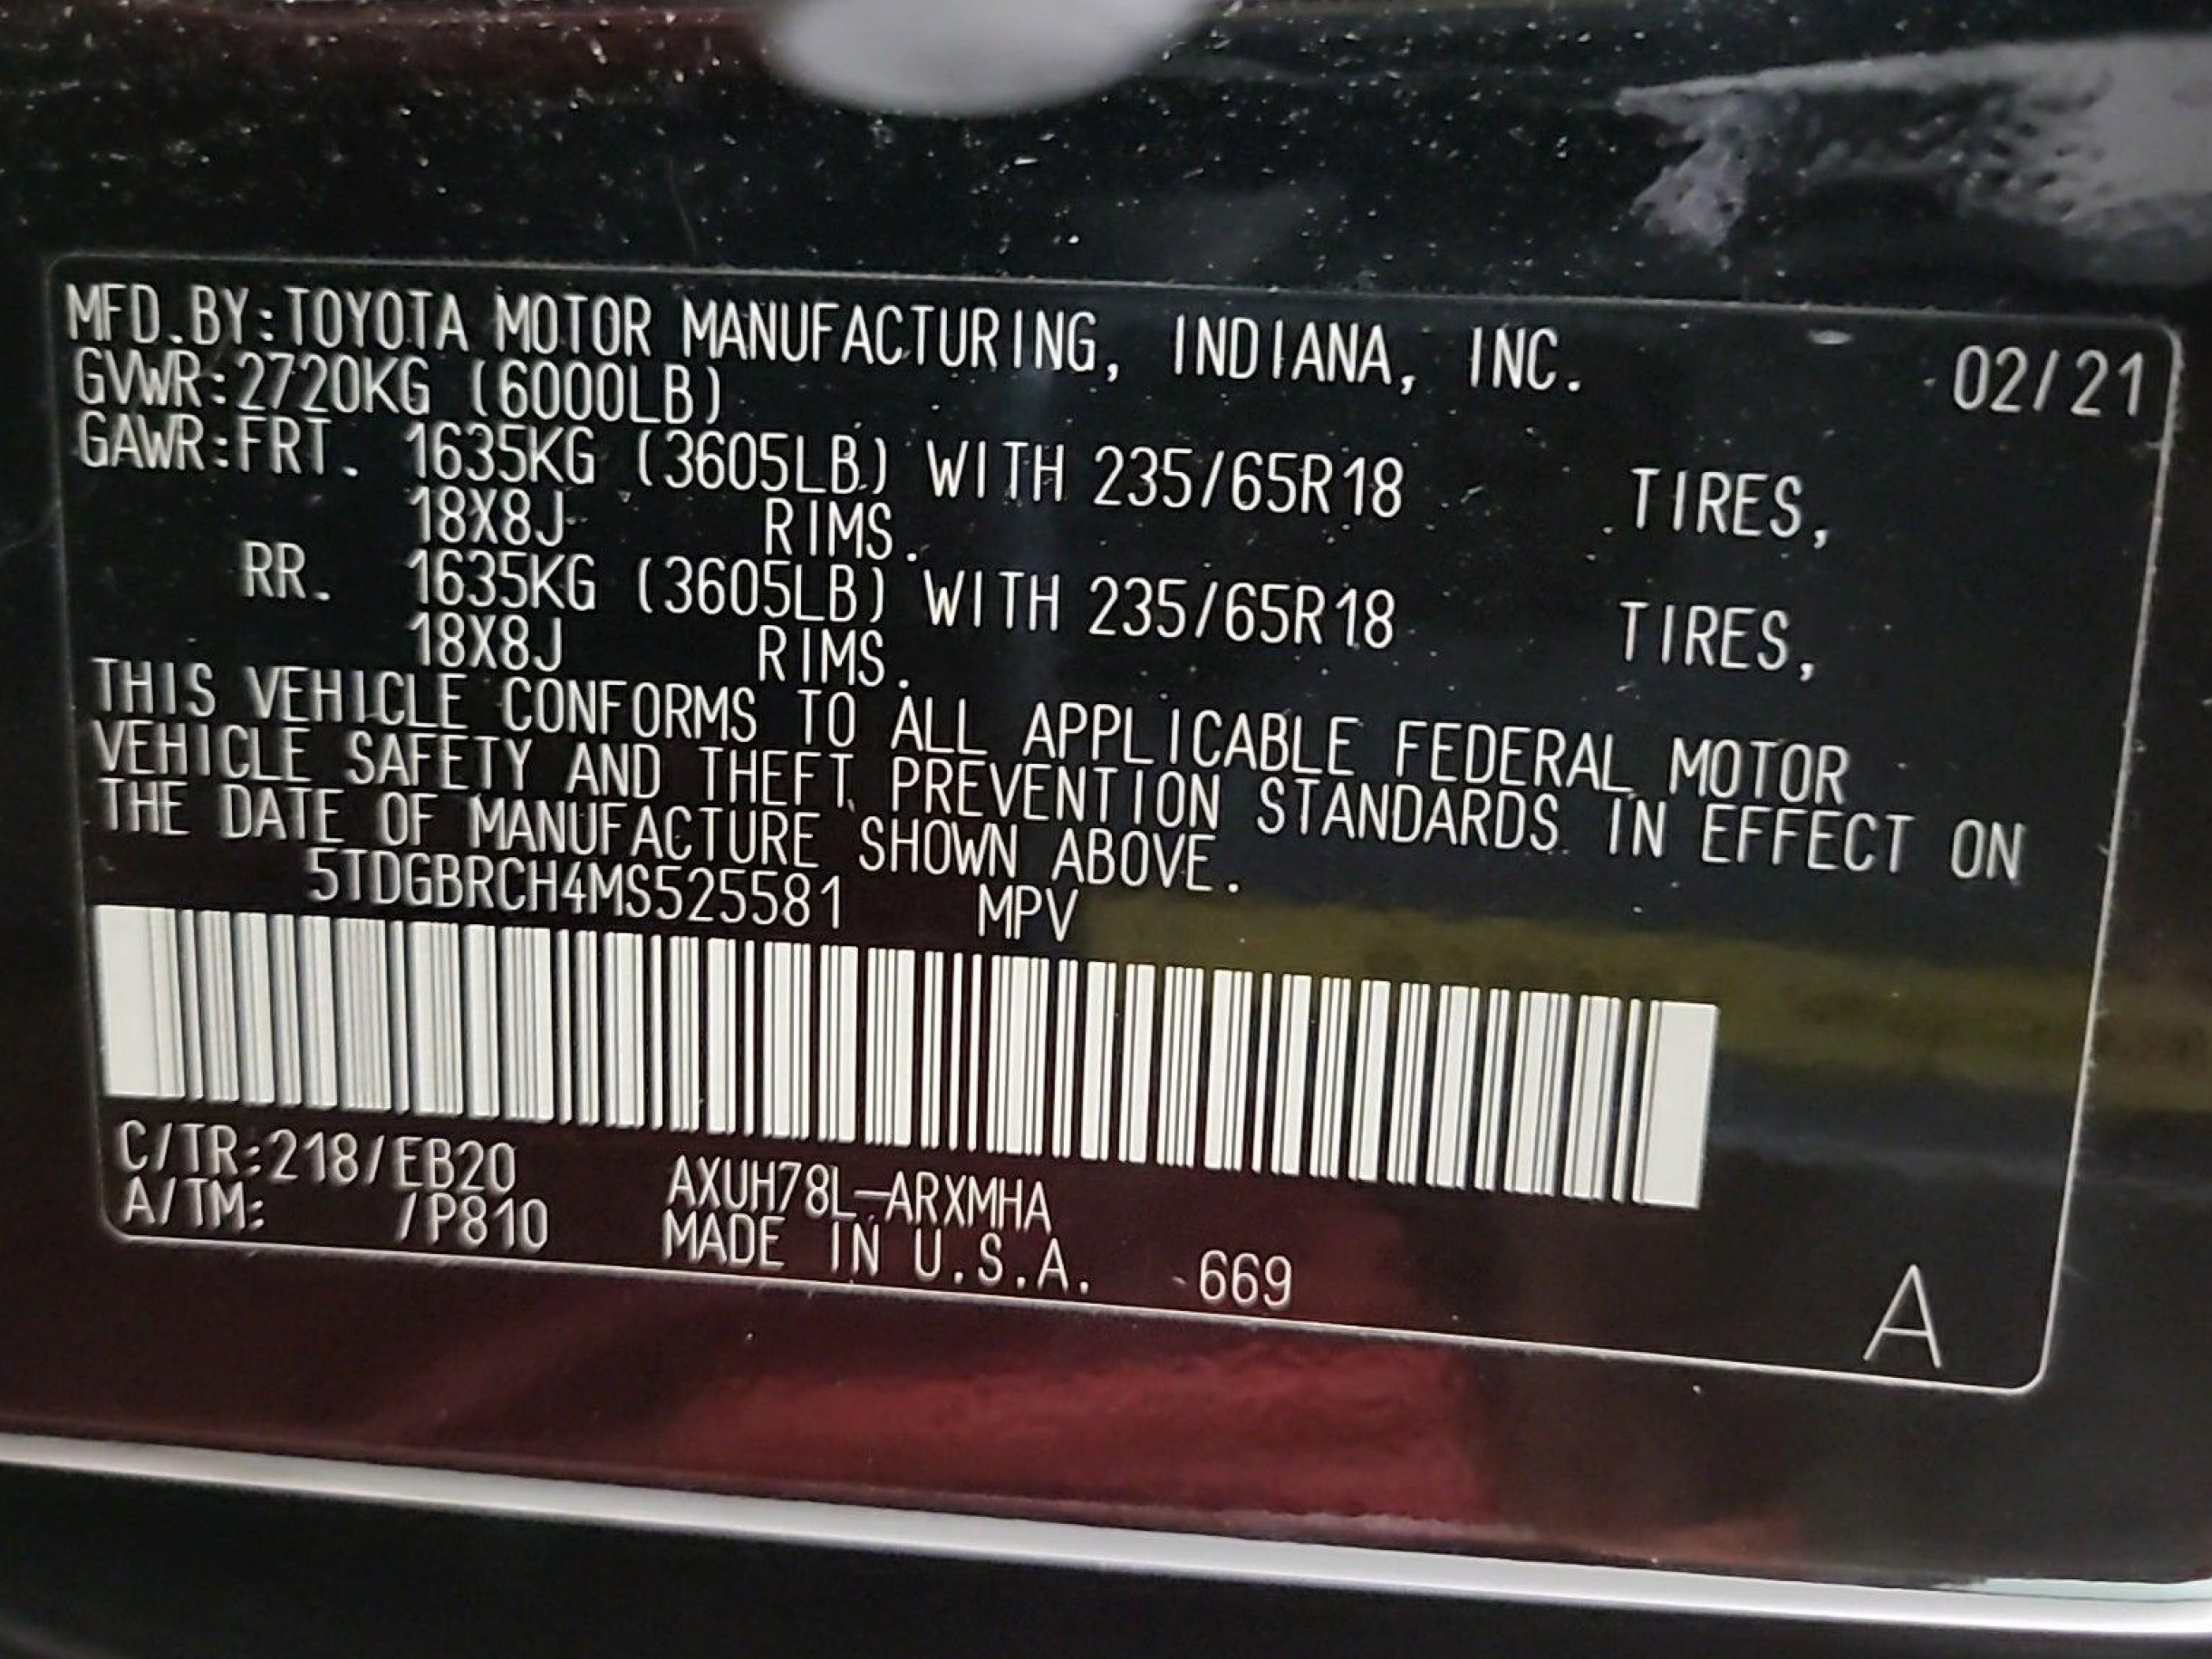 MFD.BY:TOYOTA MOTOR MANUFACTURING, INDIANA, INC. 02/21
GVWR:2720KG (6000LB)
GAWR:FRT. 1635KG (3605LB) WITH 235/65R18 TIRES,
18X8J RIMS.
RR. 1635KG (3605LB) WITH 235/65R18 TIRES,
18X8J RIMS.
THIS VEHICLE CONFORMS TO ALL APPLICABLE FEDERAL MOTOR
VEHICLE SAFETY AND THEFT PREVENTION STANDARDS IN EFFECT ON
THE DATE OF MANUFACTURE SHOWN ABOVE.
5TDGBRCH4MS525581 MPV
C/TR:218/EB20 AXUH78L-ARXMHA
A/TM: /P810 MADE IN U.S.A. 669
A